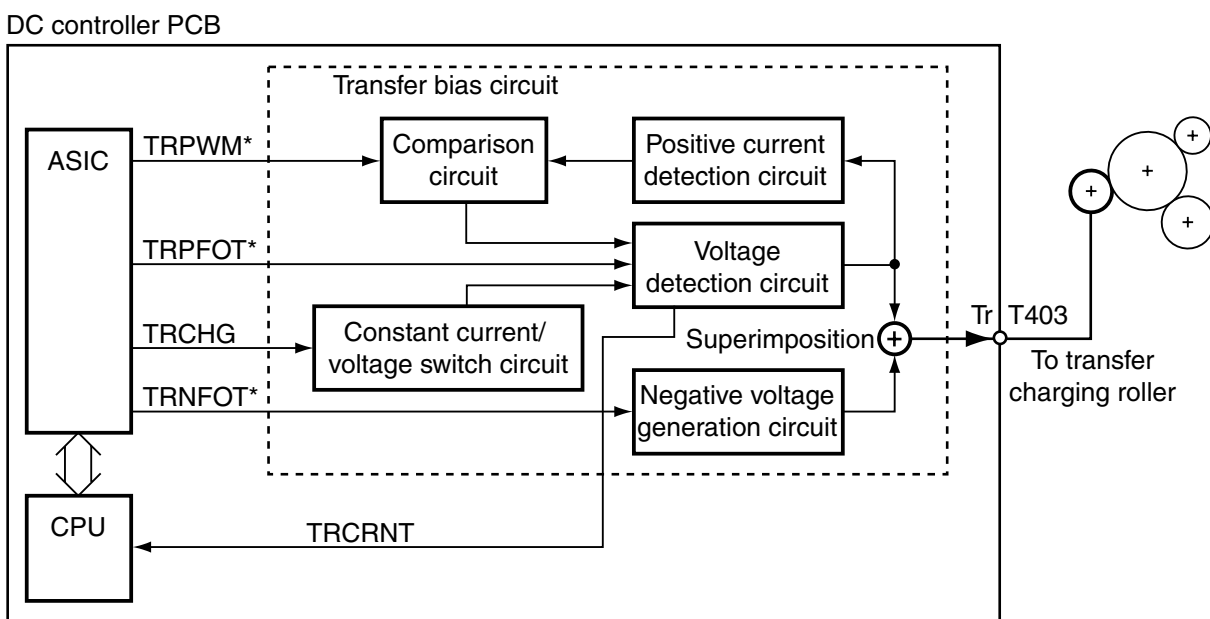 DC controller PCB
Transfer bias circuit
ASIC
TRPWM*
Comparison
circuit
Positive current
detection circuit
TRPFOT*
Voltage
detection circuit
TRCHG
Constant current/
voltage switch circuit
Superimposition
Tr
T403
To transfer
charging roller
TRNFOT*
Negative voltage
generation circuit
CPU
TRCRNT